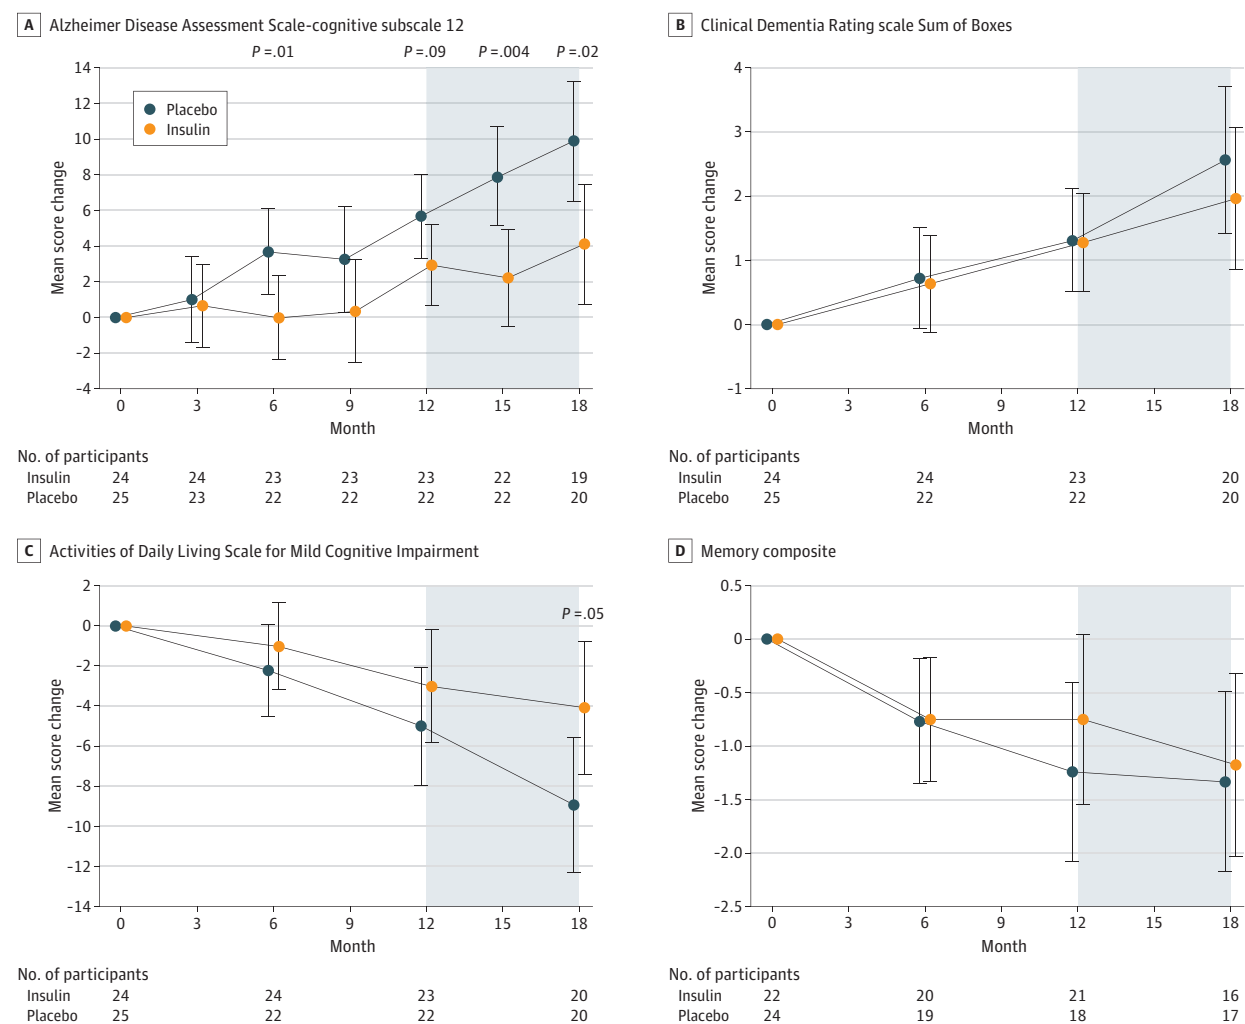 A Alzheimer Disease Assessment Scale-cognitive subscale 12
P =.01 P =.09 P =.004 P =.02
14
12
10
8
6
4
2
0
-2
-4
Mean score change
Placebo
Insulin
0 3 6 9 12 15 18
Month
No. of participants
Insulin 24 24 23 23 23 22 19
Placebo 25 23 22 22 22 22 20
B Clinical Dementia Rating scale Sum of Boxes
4
3
2
1
0
-1
Mean score change
0 3 6 9 12 15 18
Month
No. of participants
Insulin 24 24 23 20
Placebo 25 22 22 20
C Activities of Daily Living Scale for Mild Cognitive Impairment
P =.05
2
0
-2
-4
-6
-8
-10
-12
-14
Mean score change
0 3 6 9 12 15 18
Month
No. of participants
Insulin 24 24 23 20
Placebo 25 22 22 20
D Memory composite
0.5
0
-0.5
-1.0
-1.5
-2.0
-2.5
Mean score change
0 3 6 9 12 15 18
Month
No. of participants
Insulin 22 20 21 16
Placebo 24 19 18 17